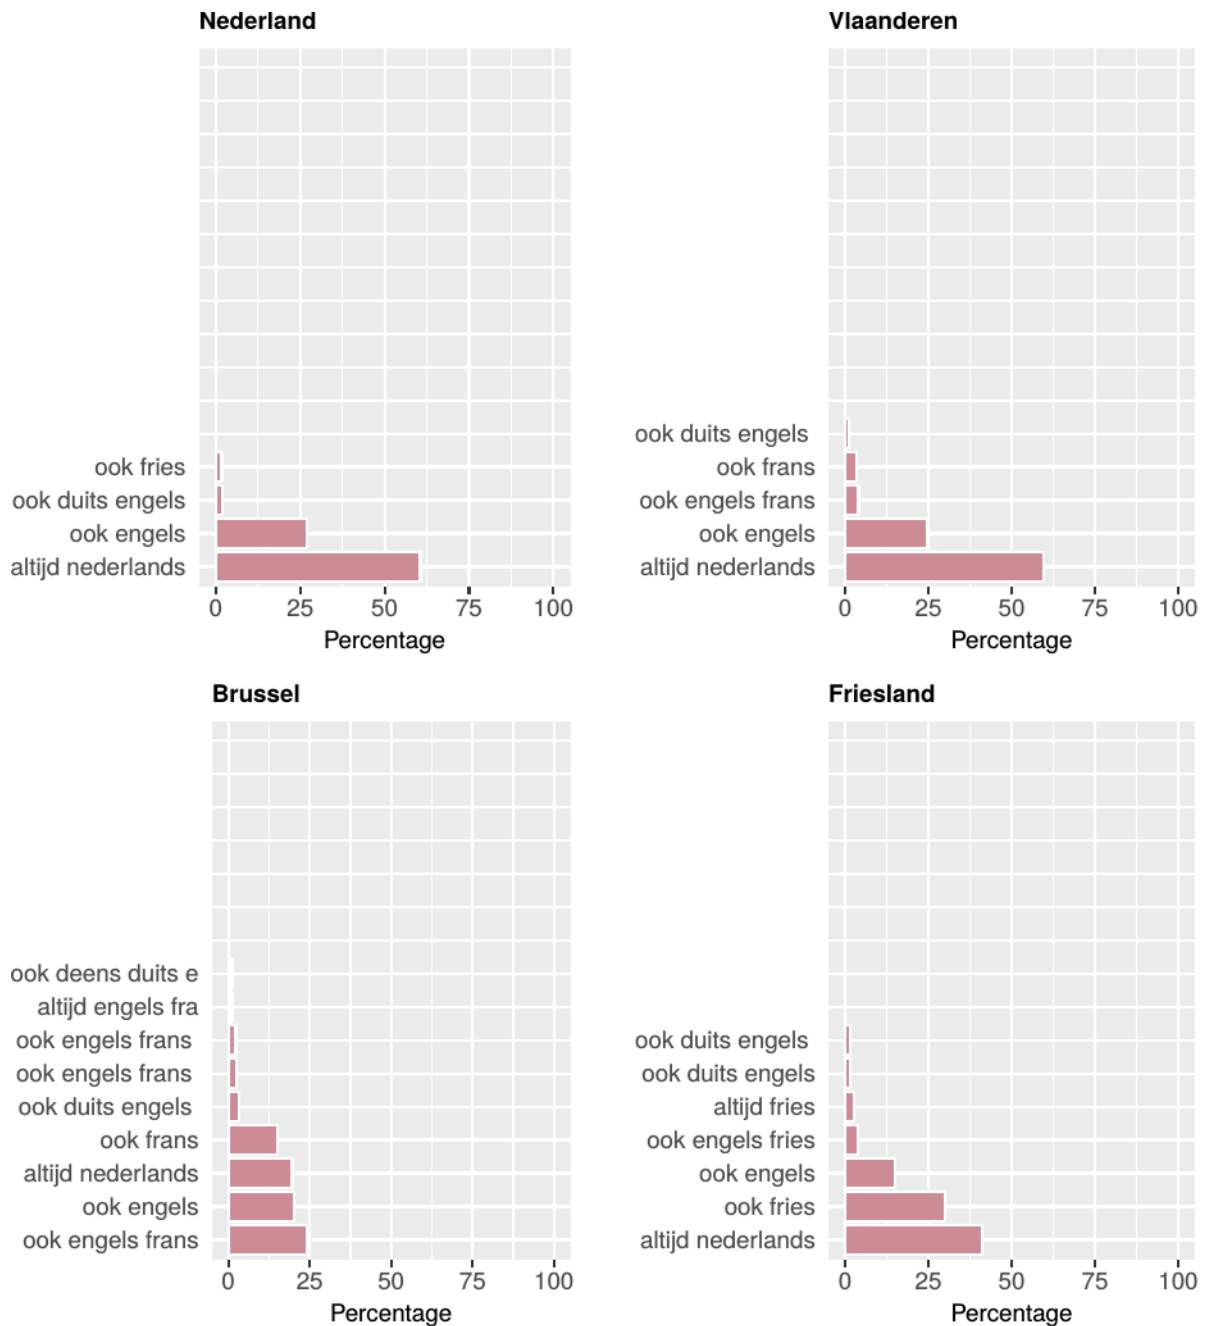 Nederland
ook fries
ook duits engels
ook engels
altijd nederlands
0 25 50 75 100
Percentage
Vlaanderen
ook duits engels
ook frans
ook engels frans
ook engels
altijd nederlands
0 25 50 75 100
Percentage
Brussel
ook deens duits e
altijd engels fra
ook engels frans
ook engels frans
ook duits engels
ook frans
altijd nederlands
ook engels
ook engels frans
0 25 50 75 100
Percentage
Friesland
ook duits engels
ook duits engels
altijd fries
ook engels fries
ook engels
ook fries
altijd nederlands
0 25 50 75 100
Percentage